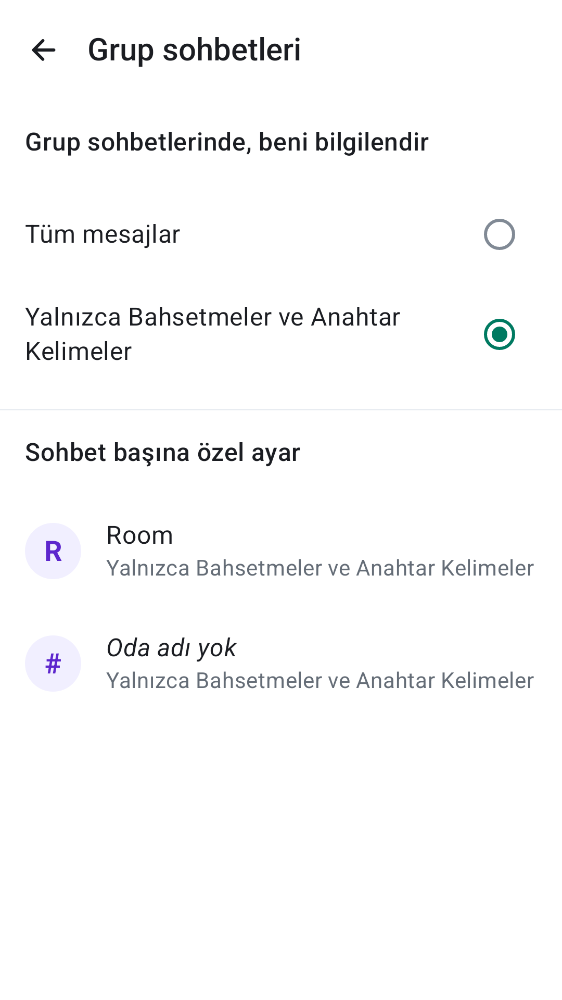 Grup sohbetleri
Grup sohbetlerinde, beni bilgilendir
Tüm mesajlar
Yalnızca Bahsetmeler ve Anahtar
Kelimeler
Sohbet başına özel ayar
R
Room
Yalnızca Bahsetmeler ve Anahtar Kelimeler
#
Oda adı yok
Yalnızca Bahsetmeler ve Anahtar Kelimeler